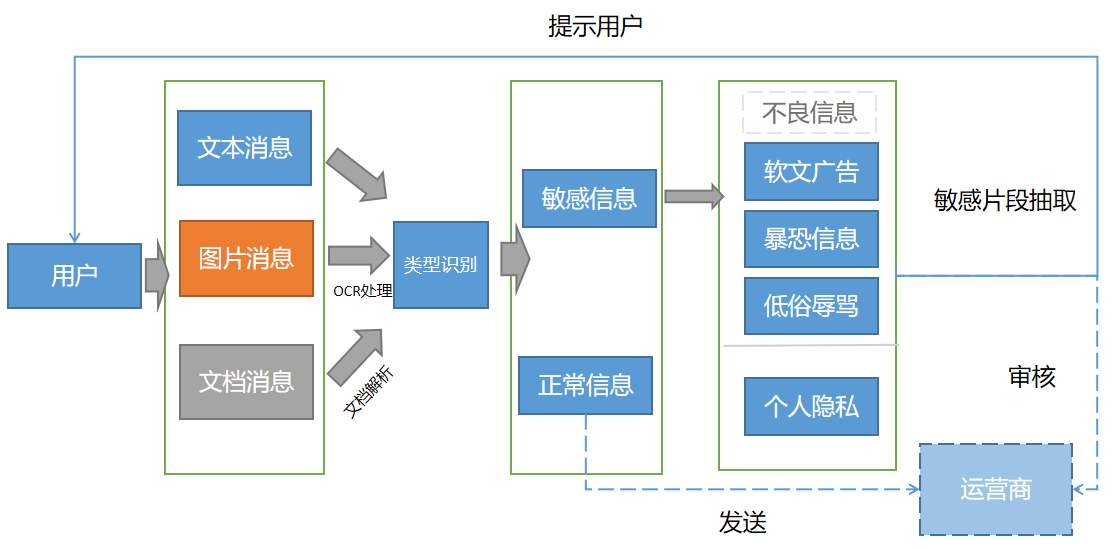 提示用户
用户
文本消息
图片消息
文档消息
OCR处理
文档解析
类型识别
敏感信息
正常信息
不良信息
软文广告
暴恐信息
低俗辱骂
个人隐私
敏感片段抽取
审核
运营商
发送